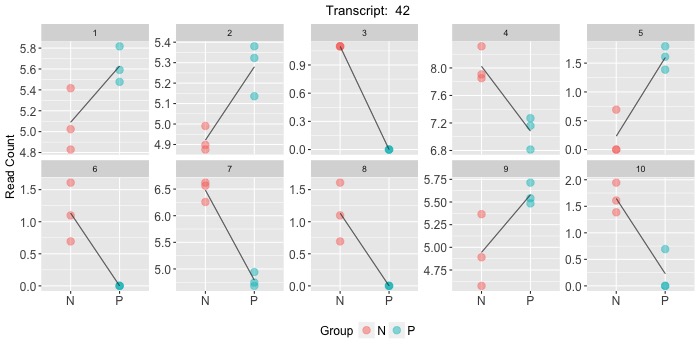 Transcript: 42
1 2 3 4 5
5.8 5.6 5.4 5.2 5.0 4.8
5.4 5.3 5.2 5.1 5.0 4.9
0.9 0.6 0.3 0.0
8.0 7.6 7.2 6.8
1.5 1.0 0.5 0.0
Read Count
6 7 8 9 10
1.5 1.0 0.5 0.0
6.5 6.0 5.5 5.0
1.5 1.0 0.5 0.0
5.75 5.50 5.25 5.00 4.75
2.0 1.5 1.0 0.5 0.0
N P N P N P N P N P
Group N P